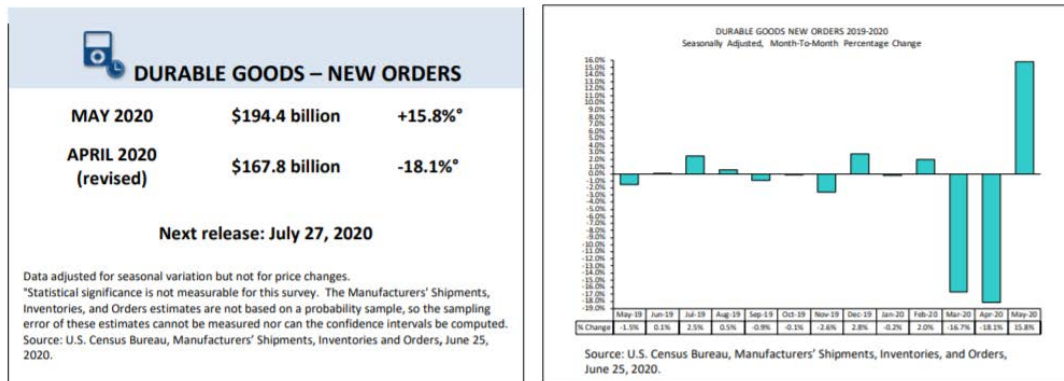 DURABLE GOODS – NEW ORDERS
MAY 2020 $194.4 billion +15.8%°
APRIL 2020
(revised) $167.8 billion -18.1%°
Next release: July 27, 2020
Data adjusted for seasonal variation but not for price changes.
°Statistical significance is not measurable for this survey. The Manufacturers' Shipments,
Inventories, and Orders estimates are not based on a probability sample, so the sampling
error of these estimates cannot be measured nor can the confidence intervals be computed.
Source: U.S. Census Bureau, Manufacturers' Shipments, Inventories and Orders, June 25,
2020.
DURABLE GOODS NEW ORDERS 2019-2020
Seasonally Adjusted, Month-To-Month Percentage Change
16.0%
15.0%
14.0%
13.0%
12.0%
11.0%
10.0%
9.0%
8.0%
7.0%
6.0%
5.0%
4.0%
3.0%
2.0%
1.0%
0.0%
-1.0%
-2.0%
-3.0%
-4.0%
-5.0%
-6.0%
-7.0%
-8.0%
-9.0%
-10.0%
-11.0%
-12.0%
-13.0%
-14.0%
-15.0%
-16.0%
-17.0%
-18.0%
-19.0%
May-19 Jun-19 Jul-19 Aug-19 Sep-19 Oct-19 Nov-19 Dec-19 Jan-20 Feb-20 Mar-20 Apr-20 May-20
% Change -1.5% 0.1% 2.5% 0.5% -0.9% -0.1% -2.6% 2.8% -0.2% 2.0% -16.7% -18.1% 15.8%
Source: U.S. Census Bureau, Manufacturers' Shipments, Inventories, and Orders,
June 25, 2020.